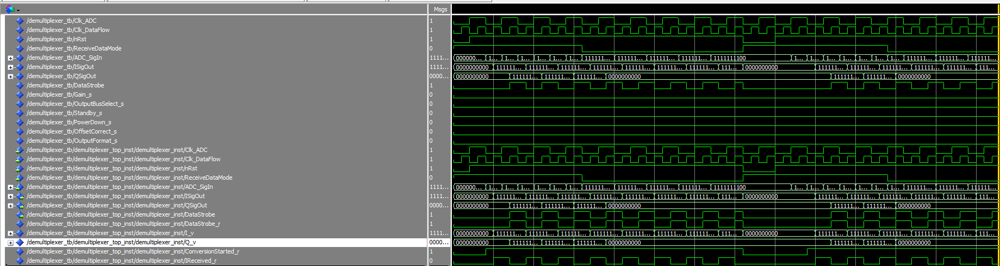 Msgs
/demultiplexer_tb/Clk_ADC 1
/demultiplexer_tb/Clk_DataFlow 1
/demultiplexer_tb/nRst 1
/demultiplexer_tb/ReceiveDataMode 0
/demultiplexer_tb/ADC_SigIn 1111... 000000... 1... 1... 1... 1... 1... 1... 111111... 111111... 111111... 111111... 1111111100 1... 1... 1... 1... 1... 1... 1... 111111... 111111... 111111...
/demultiplexer_tb/ISigOut 1111... 0000000000 111111... 111111... 111111... 111111... 111111... 111111... 111111... 111... 0000000000 111111... 111111... 111111... 111111... 111111... 111...
/demultiplexer_tb/QSigOut 0000... 0000000000 111111... 111111... 111111... 0000000000 111111... 111111... 0000000000
/demultiplexer_tb/DataStrobe 1
/demultiplexer_tb/Gain_s 0
/demultiplexer_tb/OutputBusSelect_s 0
/demultiplexer_tb/Standby_s 0
/demultiplexer_tb/PowerDown_s 0
/demultiplexer_tb/OffsetCorrect_s 0
/demultiplexer_tb/OutputFormat_s 0
/demultiplexer_tb/demultiplexer_top_inst/demultiplexer_inst/Clk_ADC 1
/demultiplexer_tb/demultiplexer_top_inst/demultiplexer_inst/Clk_DataFlow 1
/demultiplexer_tb/demultiplexer_top_inst/demultiplexer_inst/nRst 1
/demultiplexer_tb/demultiplexer_top_inst/demultiplexer_inst/ReceiveDataMode 0
/demultiplexer_tb/demultiplexer_top_inst/demultiplexer_inst/ADC_SigIn 1111... 000000... 1... 1... 1... 1... 1... 1... 111111... 111111... 111111... 111111... 1111111100 1... 1... 1... 1... 1... 1... 1... 111111... 111111... 111111...
/demultiplexer_tb/demultiplexer_top_inst/demultiplexer_inst/ISigOut 1111... 0000000000 111111... 111111... 111111... 111111... 111111... 111111... 111111... 111... 0000000000 111111... 111111... 111111... 111111... 111111... 111...
/demultiplexer_tb/demultiplexer_top_inst/demultiplexer_inst/QSigOut 0000... 0000000000 111111... 111111... 111111... 0000000000 111111... 111111... 0000000000
/demultiplexer_tb/demultiplexer_top_inst/demultiplexer_inst/DataStrobe 1
/demultiplexer_tb/demultiplexer_top_inst/demultiplexer_inst/DataStrobe_r 1
/demultiplexer_tb/demultiplexer_top_inst/demultiplexer_inst/I_v 1111... 0000000000 111111... 111111... 111111... 111111... 111111... 111111... 111111... 111... 0000000000 111111... 111111... 111111... 111111... 111111... 111...
/demultiplexer_tb/demultiplexer_top_inst/demultiplexer_inst/Q_v 0000... 0000000000 111111... 111111... 111111... 0000000000 111111... 111111... 0000000000
/demultiplexer_tb/demultiplexer_top_inst/demultiplexer_inst/ConversionStarted_r 1
/demultiplexer_tb/demultiplexer_top_inst/demultiplexer_inst/IReceived_r 0